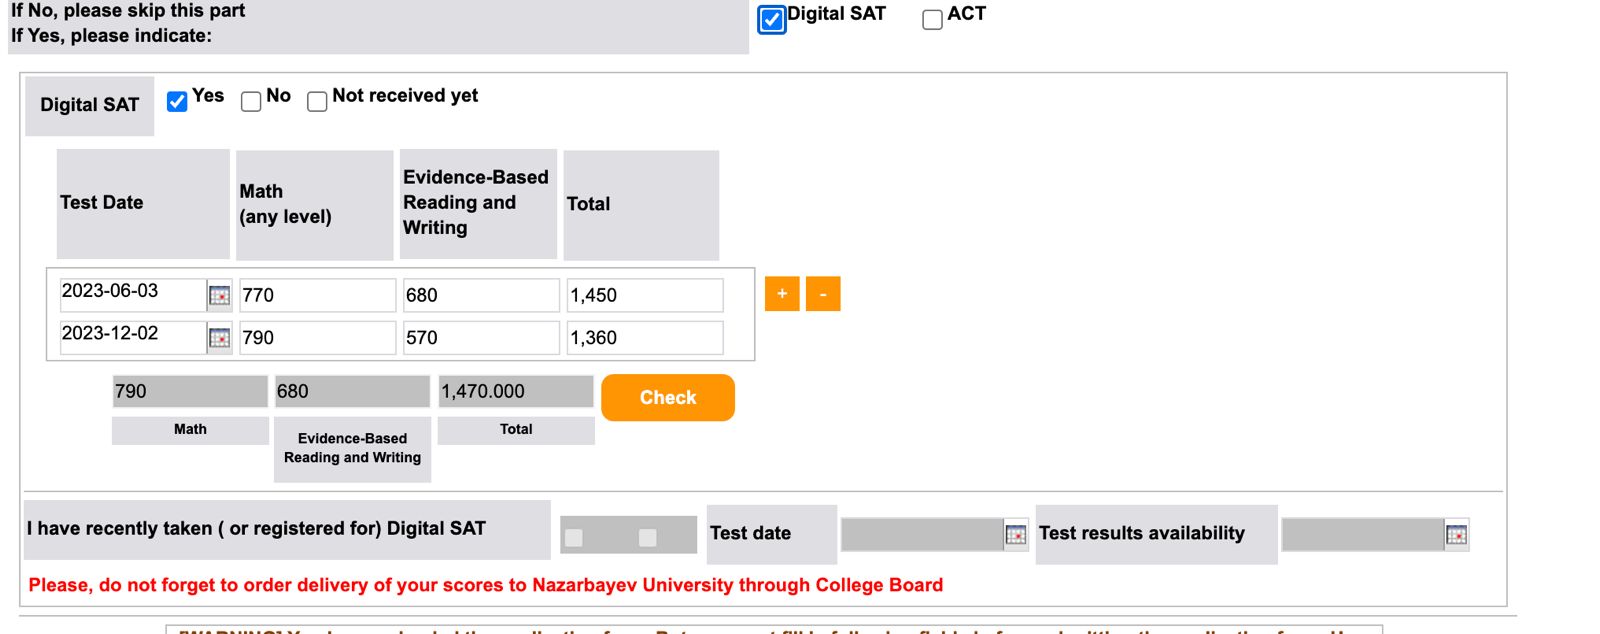 If No, please skip this part
If Yes, please indicate:
Digital SAT ACT
Digital SAT Yes No Not received yet
Test Date
Math
(any level)
Evidence-Based
Reading and
Writing
Total
2023-06-03 770 680 1,450 + -
2023-12-02 790 570 1,360
790 680 1,470.000 Check
Math
Evidence-Based
Reading and Writing
Total
I have recently taken ( or registered for) Digital SAT Test date Test results availability
Please, do not forget to order delivery of your scores to Nazarbayev University through College Board